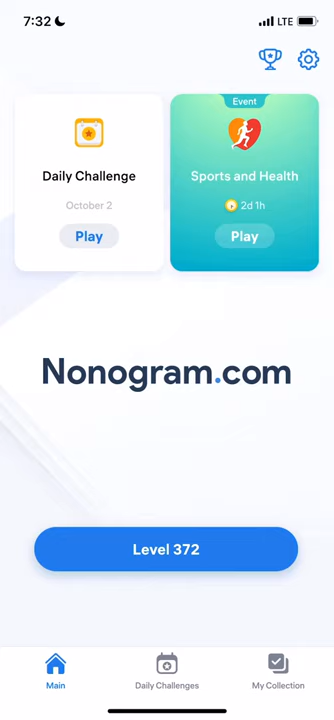 7:32
LTE
Event
Daily Challenge
Sports and Health
October 2
2d 1h
Play
Play
Nonogram.com
Level 372
Main
Daily Challenges
My Collection